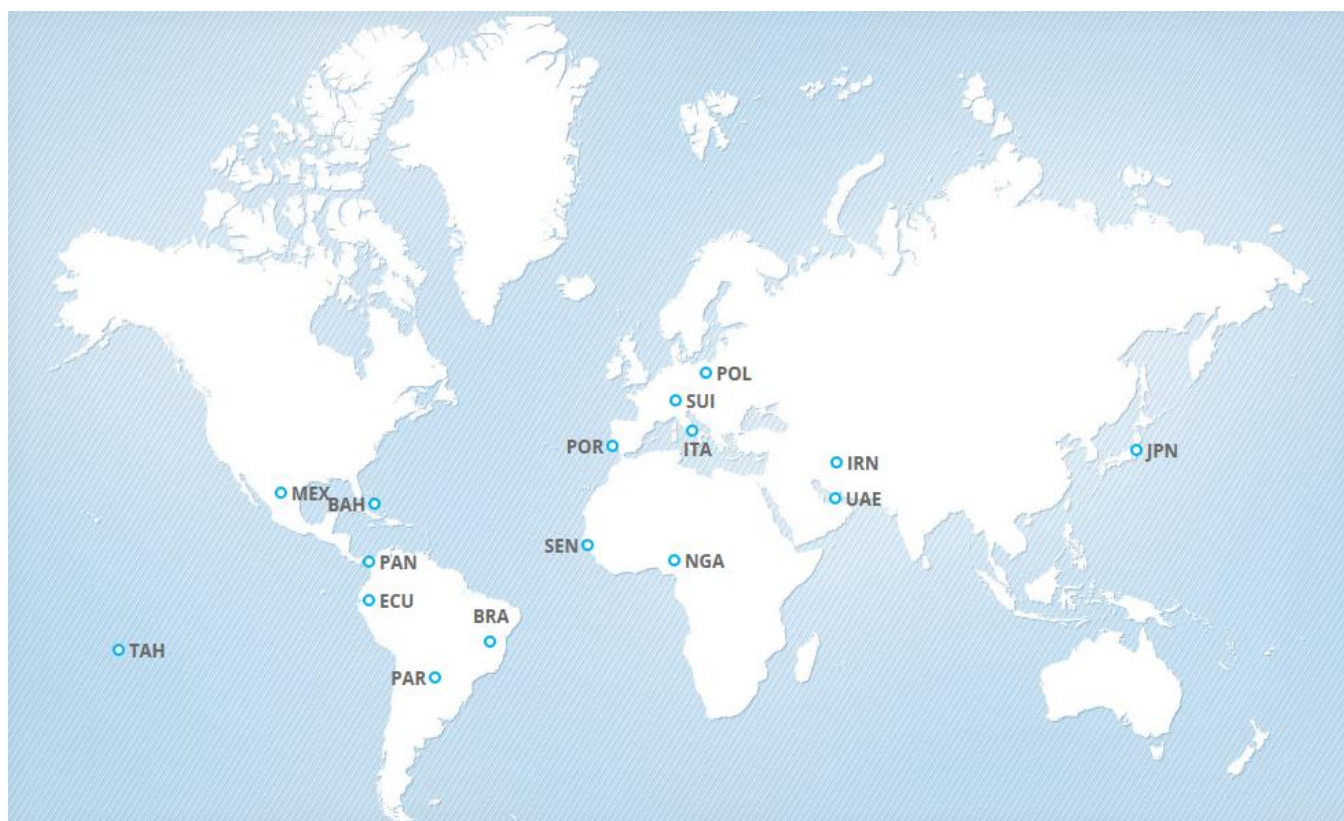 POL
SUI
POR
ITA
JPN
IRN
MEX
BAH
UAE
SEN
PAN
NGA
ECU
BRA
TAH
PAR